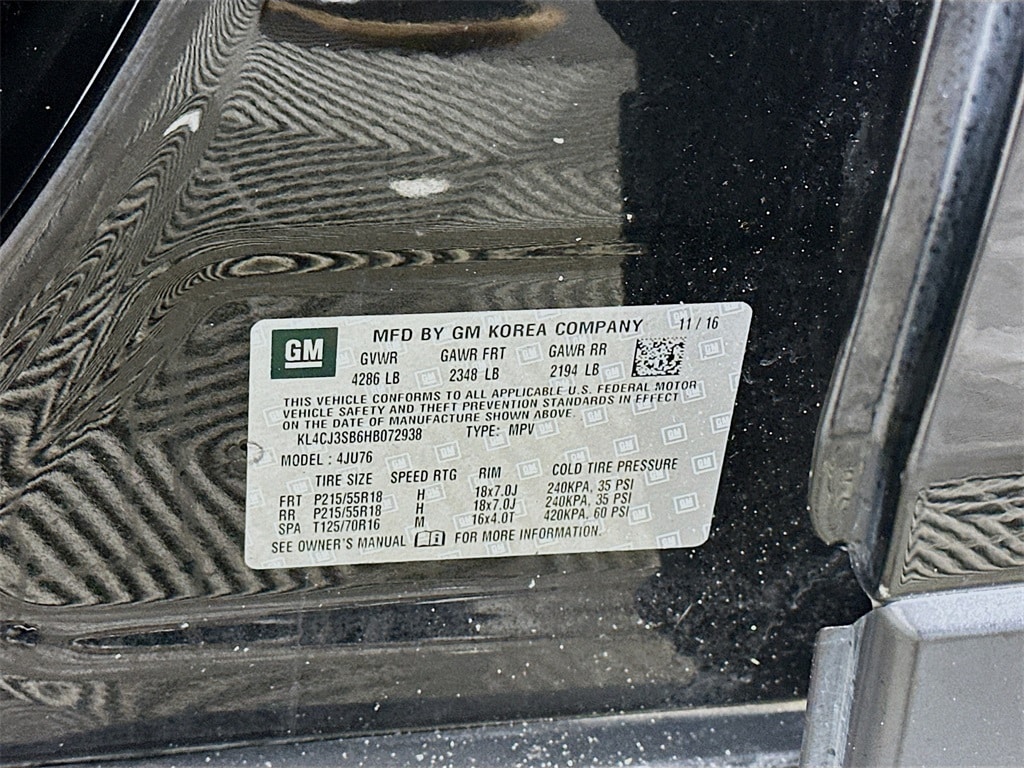 GM MFD BY GM KOREA COMPANY 11 / 16
GVWR GAWR FRT GAWR RR
4286 LB 2348 LB 2194 LB
THIS VEHICLE CONFORMS TO ALL APPLICABLE U.S. FEDERAL MOTOR
VEHICLE SAFETY AND THEFT PREVENTION STANDARDS IN EFFECT
ON THE DATE OF MANUFACTURE SHOWN ABOVE.
KL4CJ3SB6HB072938 TYPE: MPV
MODEL : 4JU76
TIRE SIZE SPEED RTG RIM COLD TIRE PRESSURE
FRT P215/55R18 H 18x7.0J 240KPA, 35 PSI
RR P215/55R18 H 18x7.0J 240KPA, 35 PSI
SPA T125/70R16 M 16x4.0T 420KPA, 60 PSI
SEE OWNER'S MANUAL FOR MORE INFORMATION.